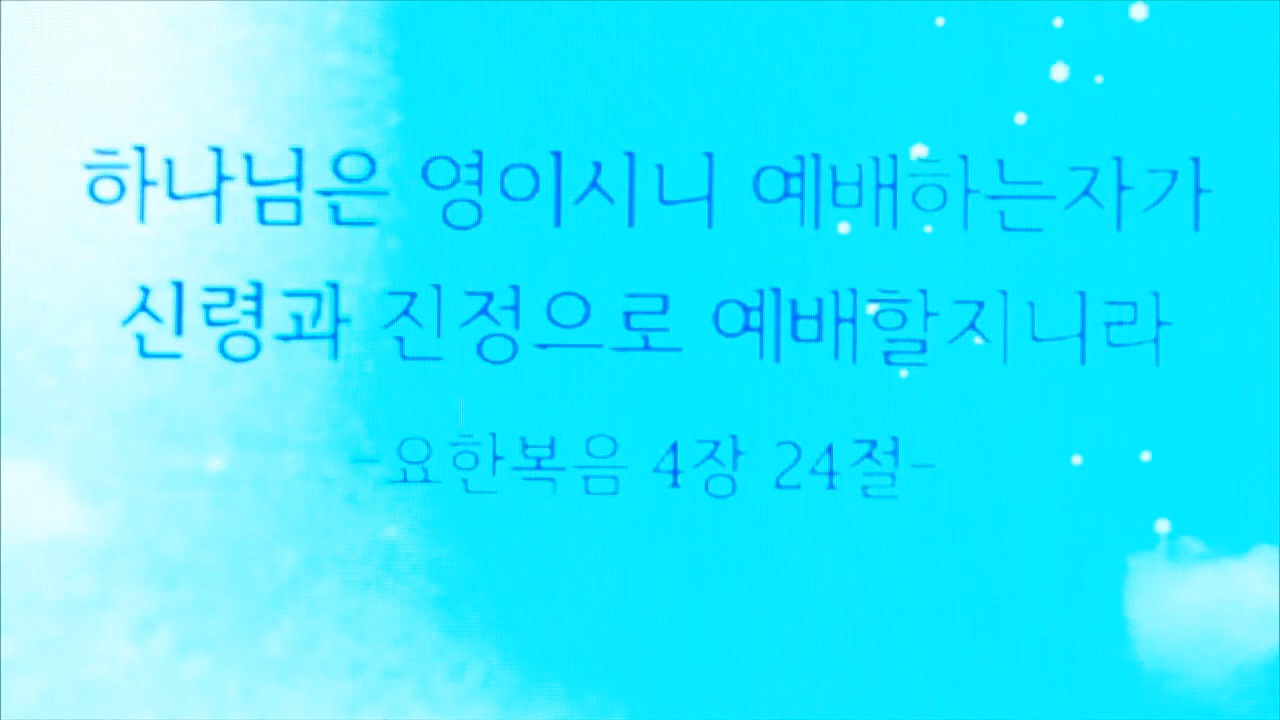 하나님은 영이시니 예배하는자가
신령과 진정으로 예배할지니라
-요한복음 4장 24절-